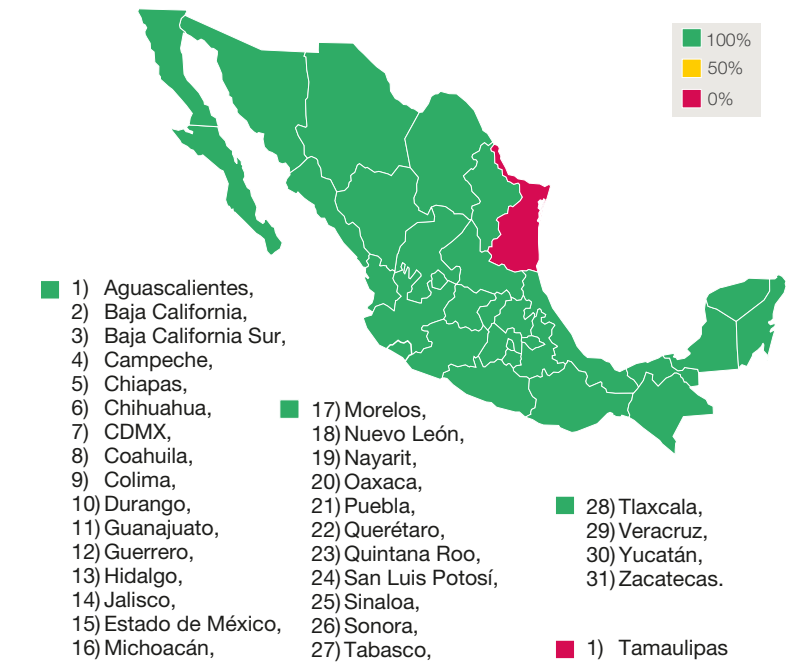 100%
50%
0%
1) Aguascalientes,
2) Baja California,
3) Baja California Sur,
4) Campeche,
5) Chiapas,
6) Chihuahua,
7) CDMX,
8) Coahuila,
9) Colima,
10) Durango,
11) Guanajuato,
12) Guerrero,
13) Hidalgo,
14) Jalisco,
15) Estado de México,
16) Michoacán,
17) Morelos,
18) Nuevo León,
19) Nayarit,
20) Oaxaca,
21) Puebla,
22) Querétaro,
23) Quintana Roo,
24) San Luis Potosí,
25) Sinaloa,
26) Sonora,
27) Tabasco,
28) Tlaxcala,
29) Veracruz,
30) Yucatán,
31) Zacatecas.
1) Tamaulipas